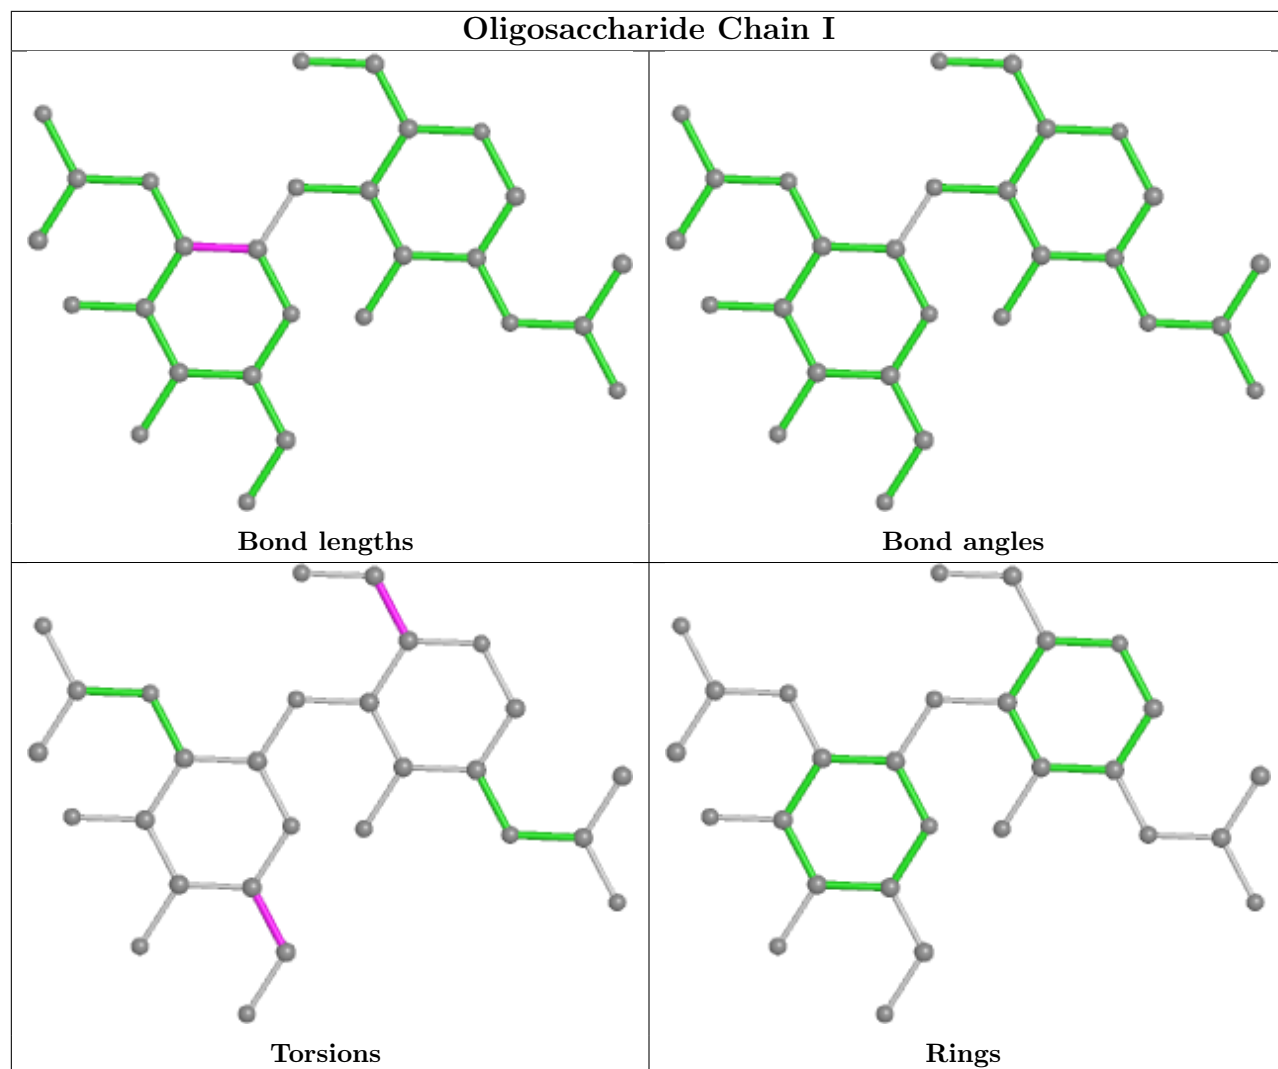 Oligosaccharide Chain I
Bond lengths
Bond angles
Torsions
Rings